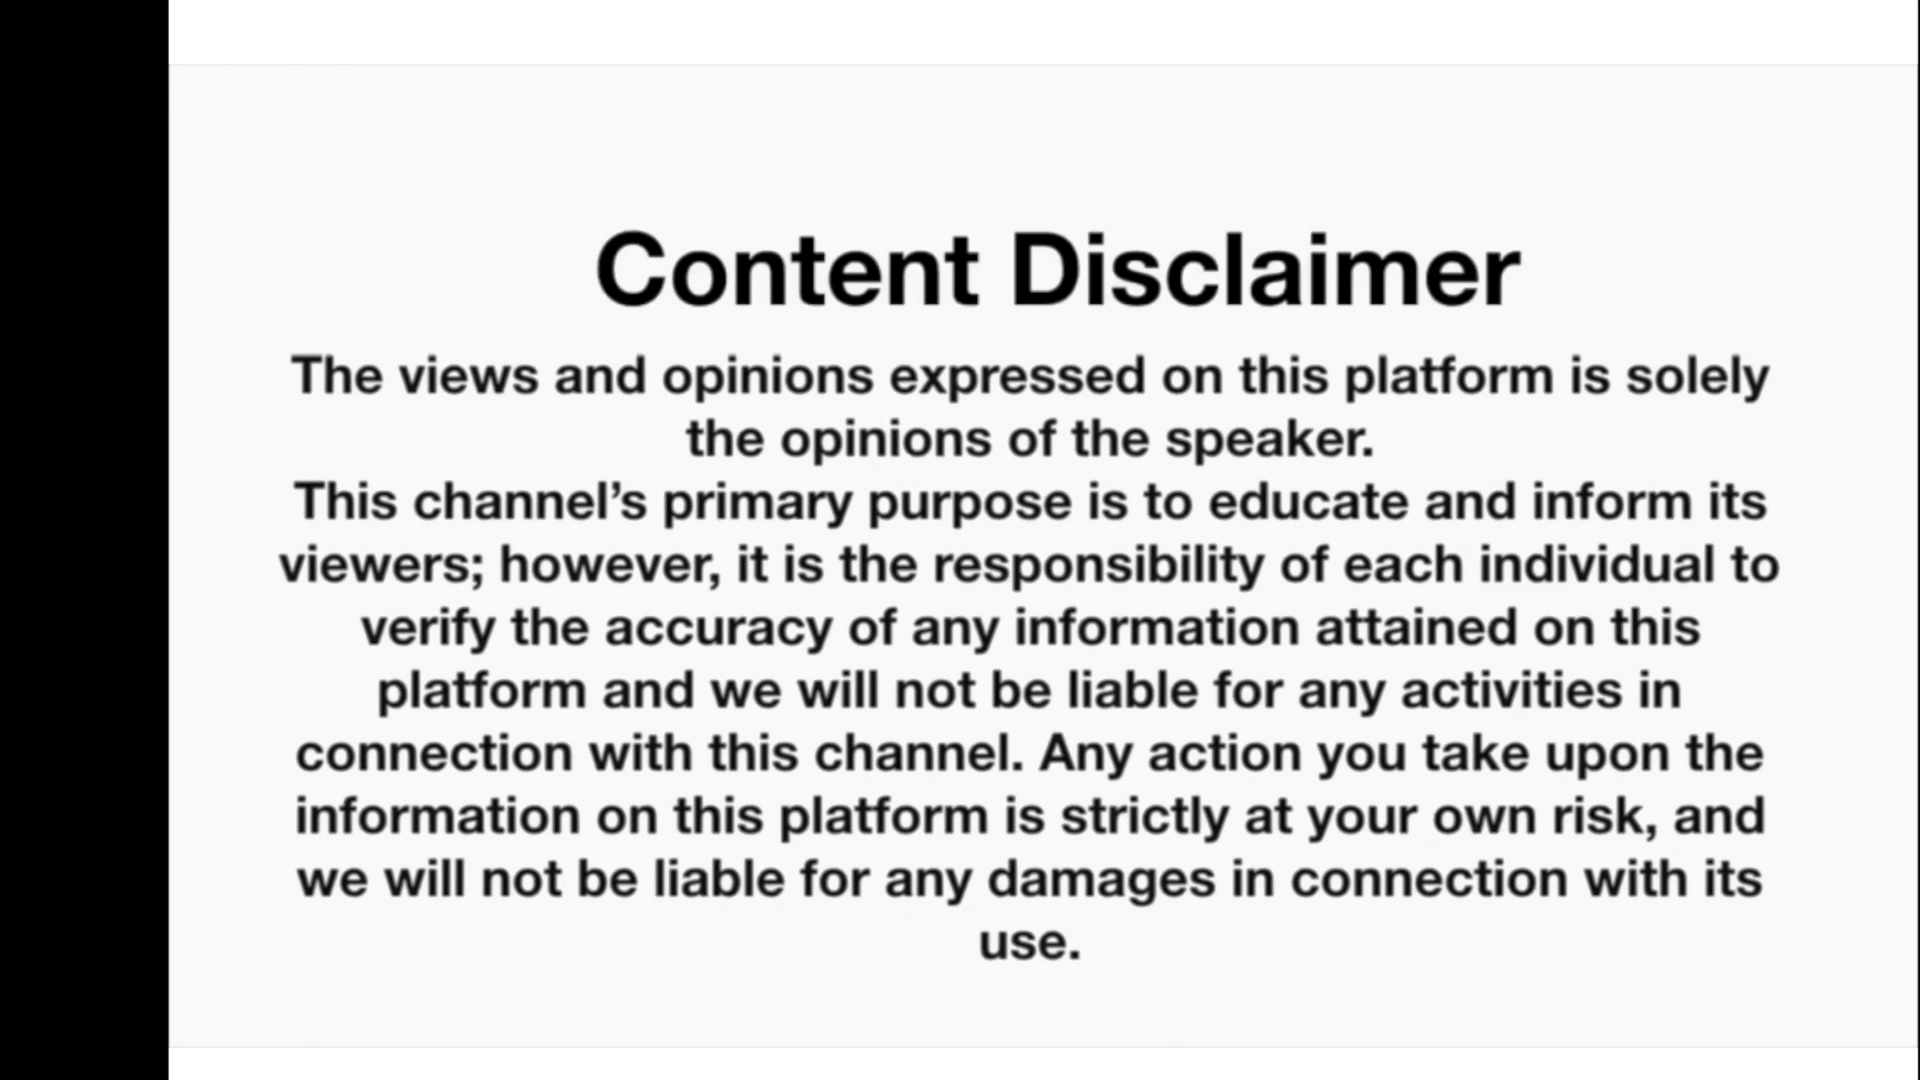 Content Disclaimer
The views and opinions expressed on this platform is solely
the opinions of the speaker.
This channel’s primary purpose is to educate and inform its
viewers; however, it is the responsibility of each individual to
verify the accuracy of any information attained on this
platform and we will not be liable for any activities in
connection with this channel. Any action you take upon the
information on this platform is strictly at your own risk, and
we will not be liable for any damages in connection with its
use.